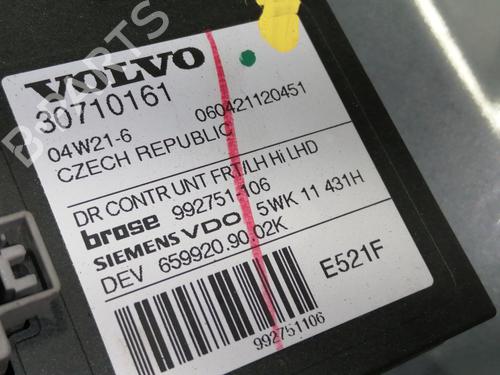 VOLVO
30710161
04W21-6 060421120451
CZECH REPUBLIC
DR CONTR UNT FRT/LH Hi LHD
brose 992751-106
SIEMENS VDO 5WK 11 431H
DEV 659920.90.02K
E521F
992751106